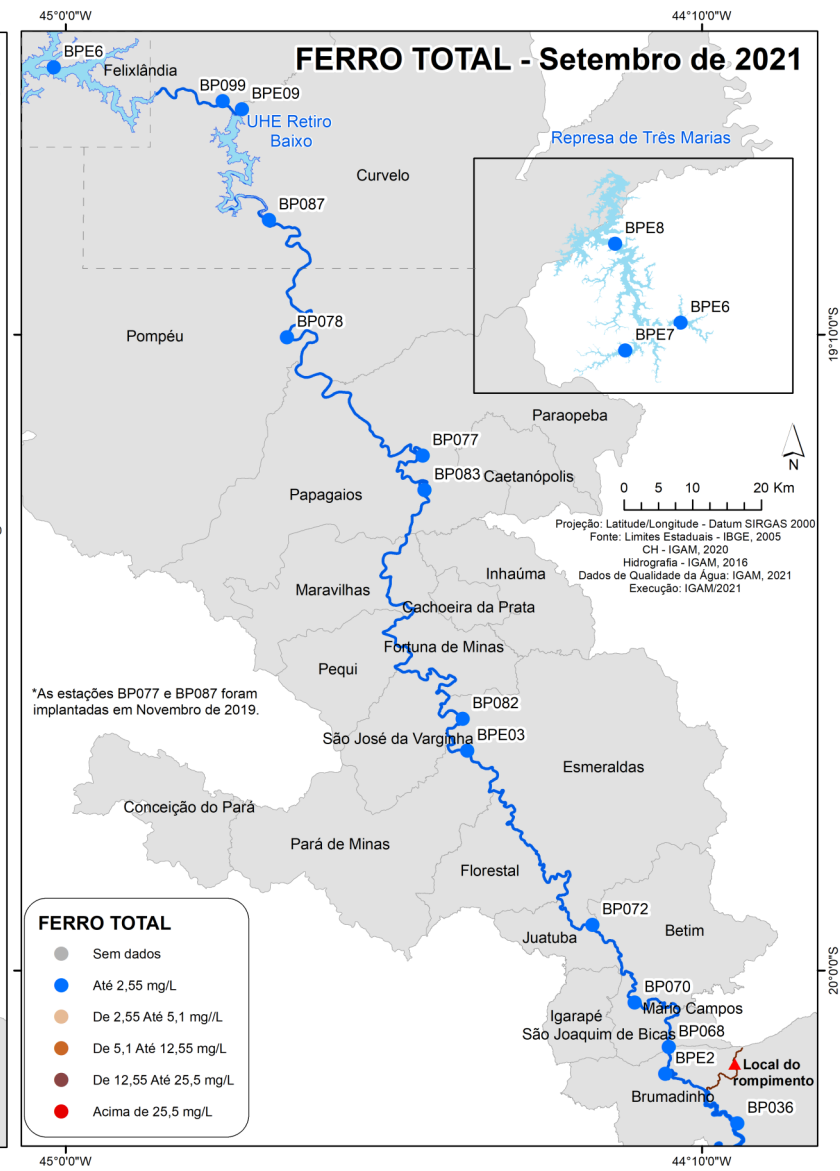 45°0'0"W
44°10'0"W
FERRO TOTAL - Setembro de 2021
BPE6
Felixlândia
BP099
BPE09
UHE Retiro
Baixo
Represa de Três Marias
Curvelo
BP087
BPE8
BPE6
BPE7
BP078
Pompéu
19°10'0"S
Paraopeba
BP077
BP083
Caetanópolis
Papagaios
N
0 5 10 20 Km
Projeção: Latitude/Longitude - Datum SIRGAS 2000
Fonte: Limites Estaduais - IBGE, 2005
CH - IGAM, 2020
Hidrografia - IGAM, 2016
Dados de Qualidade da Água: IGAM, 2021
Execução: IGAM/2021
Inhaúma
Maravilhas
Cachoeira da Prata
Fortuna de Minas
Pequi
*As estações BP077 e BP087 foram
implantadas em Novembro de 2019.
BP082
São José da Varginha
BPE03
Esmeraldas
Conceição do Pará
Pará de Minas
Florestal
BP072
Juatuba
Betim
20°0'0"S
BP070
Mário Campos
Igarapé
São Joaquim de Bicas
BP068
BPE2
Local do
rompimento
Brumadinho
BP036
FERRO TOTAL
Sem dados
Até 2,55 mg/L
De 2,55 Até 5,1 mg//L
De 5,1 Até 12,55 mg/L
De 12,55 Até 25,5 mg/L
Acima de 25,5 mg/L
45°0'0"W
44°10'0"W